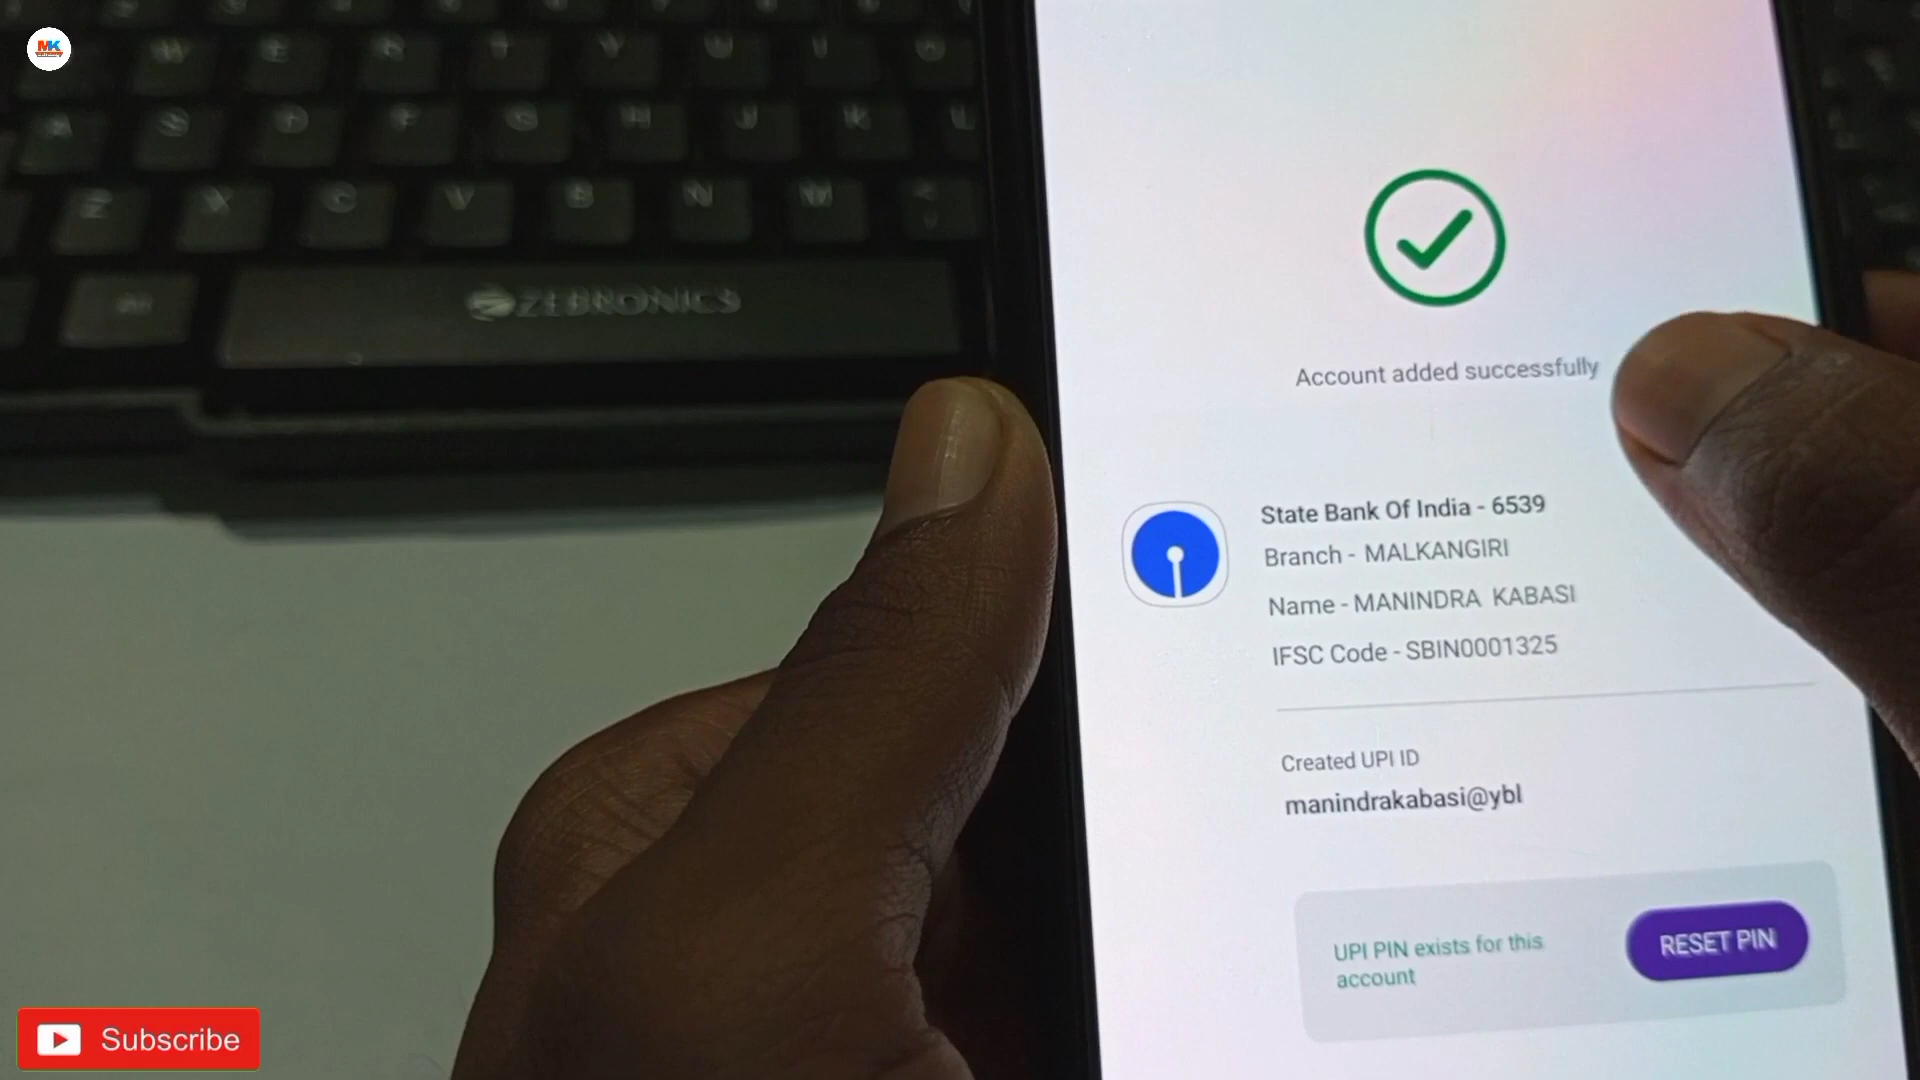 MK
W E R T Y U I O
A S D F G H J K L
Z X C V B N M <
Alt
ZEBRONICS
Account added successfully
State Bank Of India - 6539
Branch - MALKANGIRI
Name - MANINDRA KABASI
IFSC Code - SBIN0001325
Created UPI ID
manindrakabasi@ybl
UPI PIN exists for this
account
RESET PIN
Subscribe